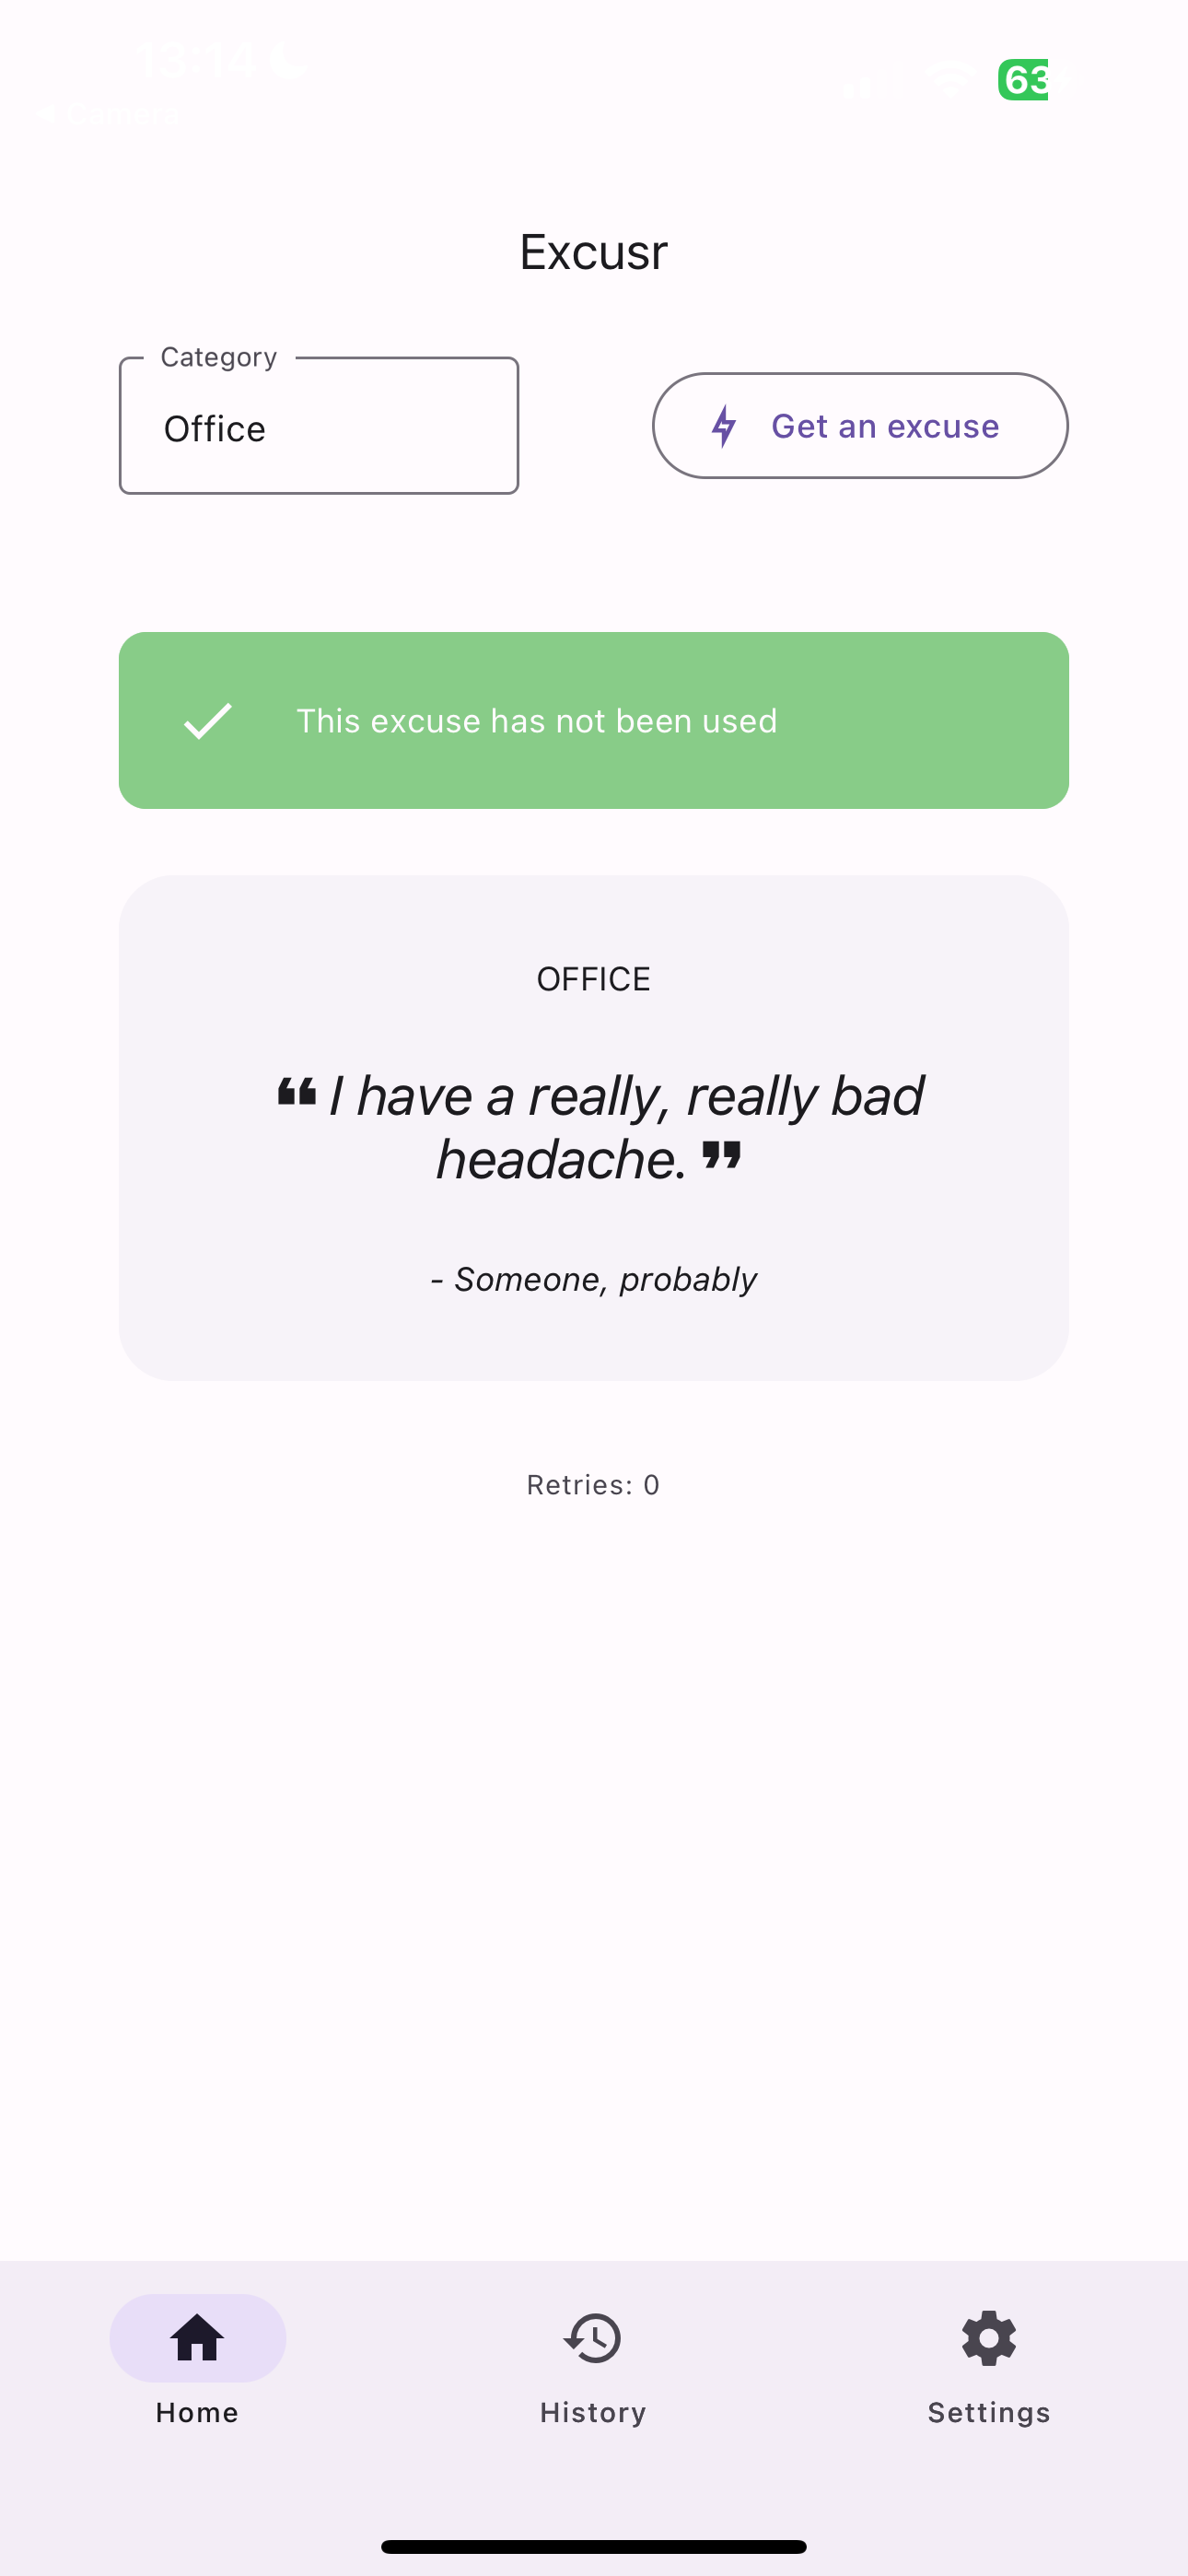 63
Excusr
Category
Office
Get an excuse
This excuse has not been used
OFFICE
❝ I have a really, really bad
headache. ❞
- Someone, probably
Retries: 0
Home
History
Settings